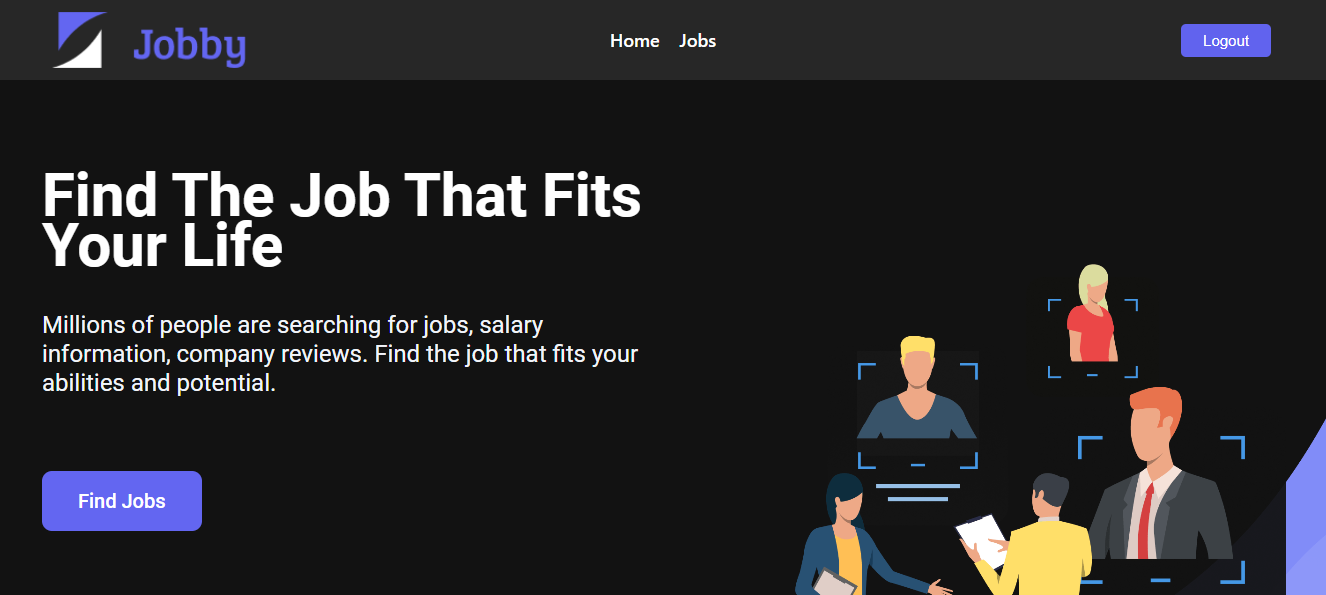 Jobby
Home
Jobs
Logout
Find The Job That Fits
Your Life
Millions of people are searching for jobs, salary
information, company reviews. Find the job that fits your
abilities and potential.
Find Jobs